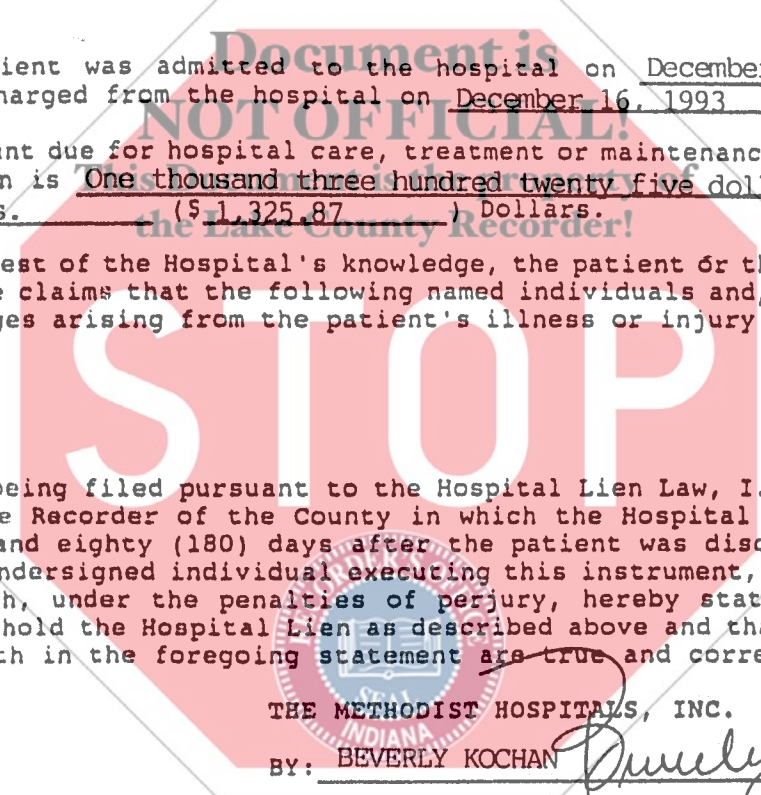 Document is
ient was admitted to the hospital on December
harged from the hospital on December 16, 1993
NOT OFFICIAL!
nt due for hospital care, treatment or maintenanc
n is One thousand three hundred twenty five doll
This Document is the property of
s. ($ 1,325.87 ) Dollars.
the Lake County Recorder!
est of the Hospital's knowledge, the patient or th
e claims that the following named individuals and,
ges arising from the patient's illness or injury
STOP
being filed pursuant to the Hospital Lien Law, I.
e Recorder of the County in which the Hospital
and eighty (180) days after the patient was disc
ndersigned individual executing this instrument,
h, under the penalties of perjury, hereby stat
hold the Hospital Lien as described above and tha
th in the foregoing statement are true and corre
SEAL
INDIANA
THE METHODIST HOSPITALS, INC.
BY: BEVERLY KOCHAN